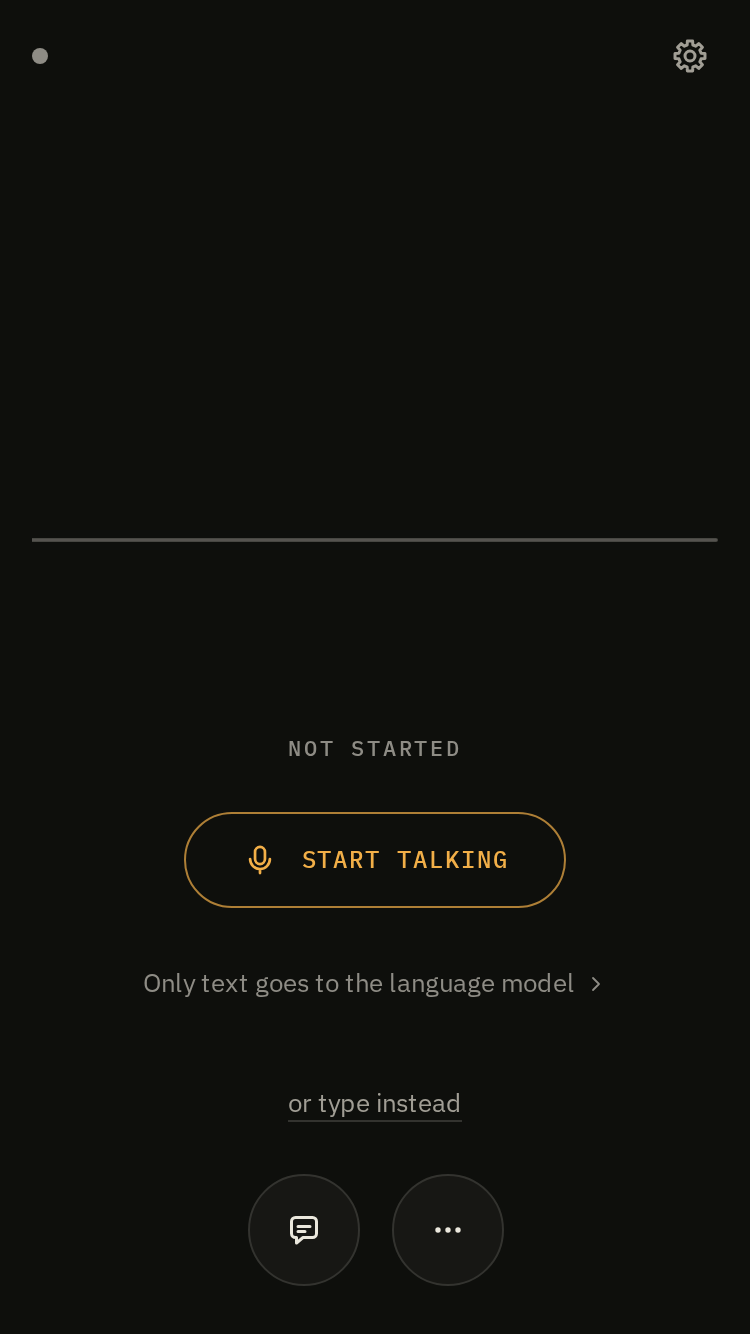 NOT STARTED
START TALKING
Only text goes to the language model
or type instead